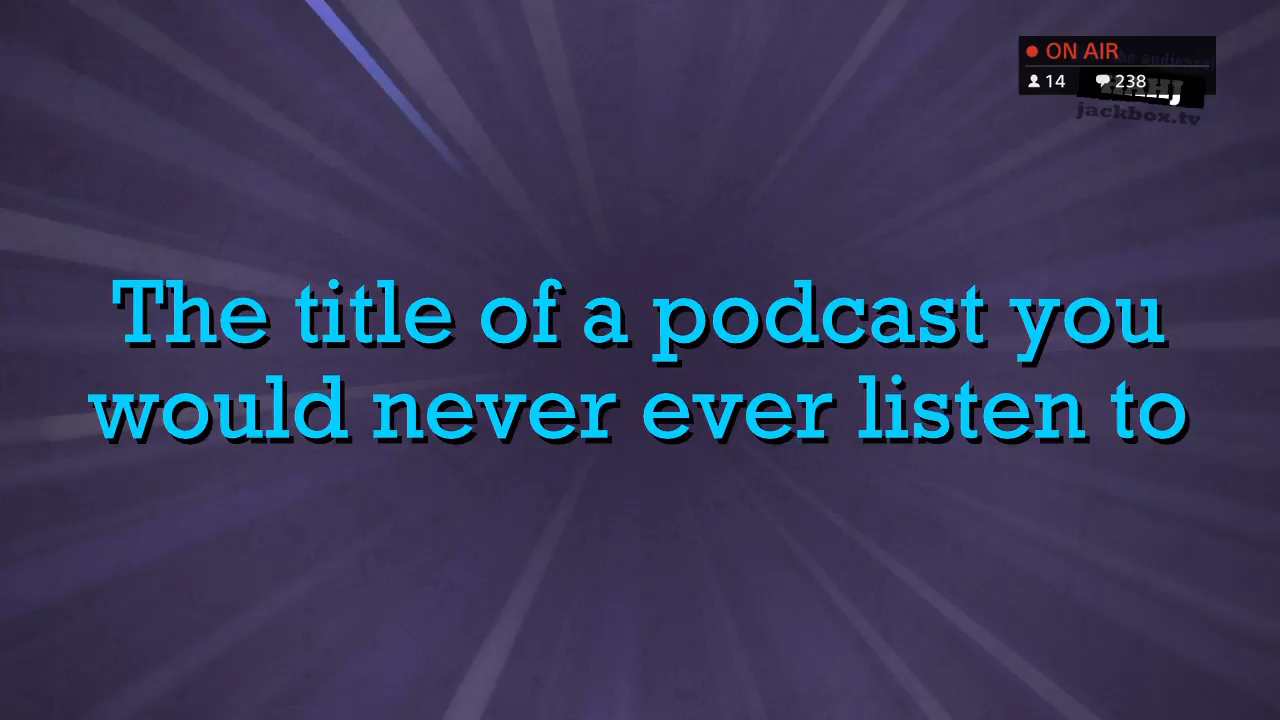 ON AIR
14 238
jackbox.tv
The title of a podcast you
would never ever listen to